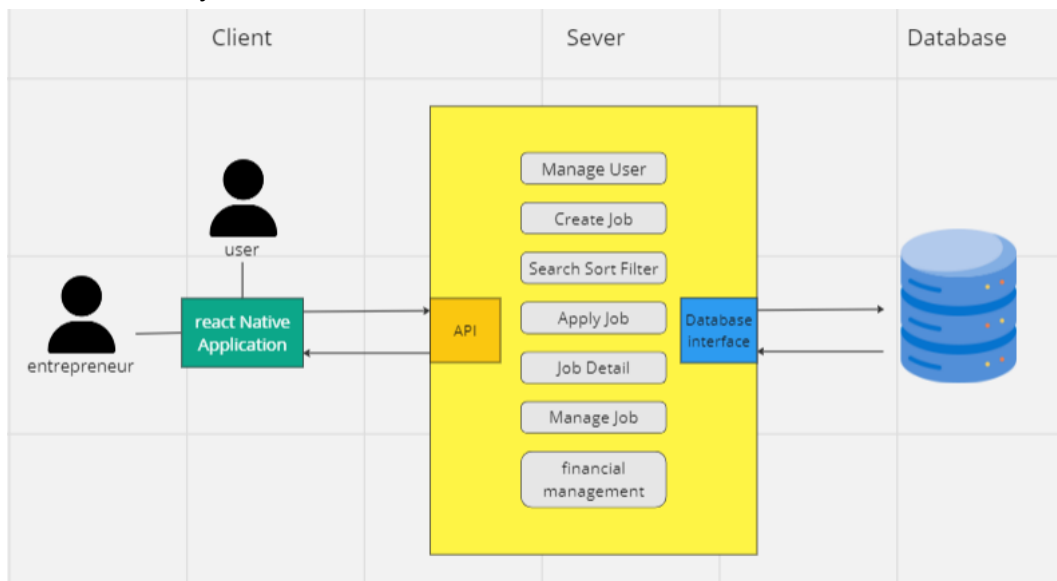 Client
Sever
Database
Manage User
Create Job
user
Search Sort Filter
react Native
Application
API
Apply Job
Database
interface
entrepreneur
Job Detail
Manage Job
financial
management